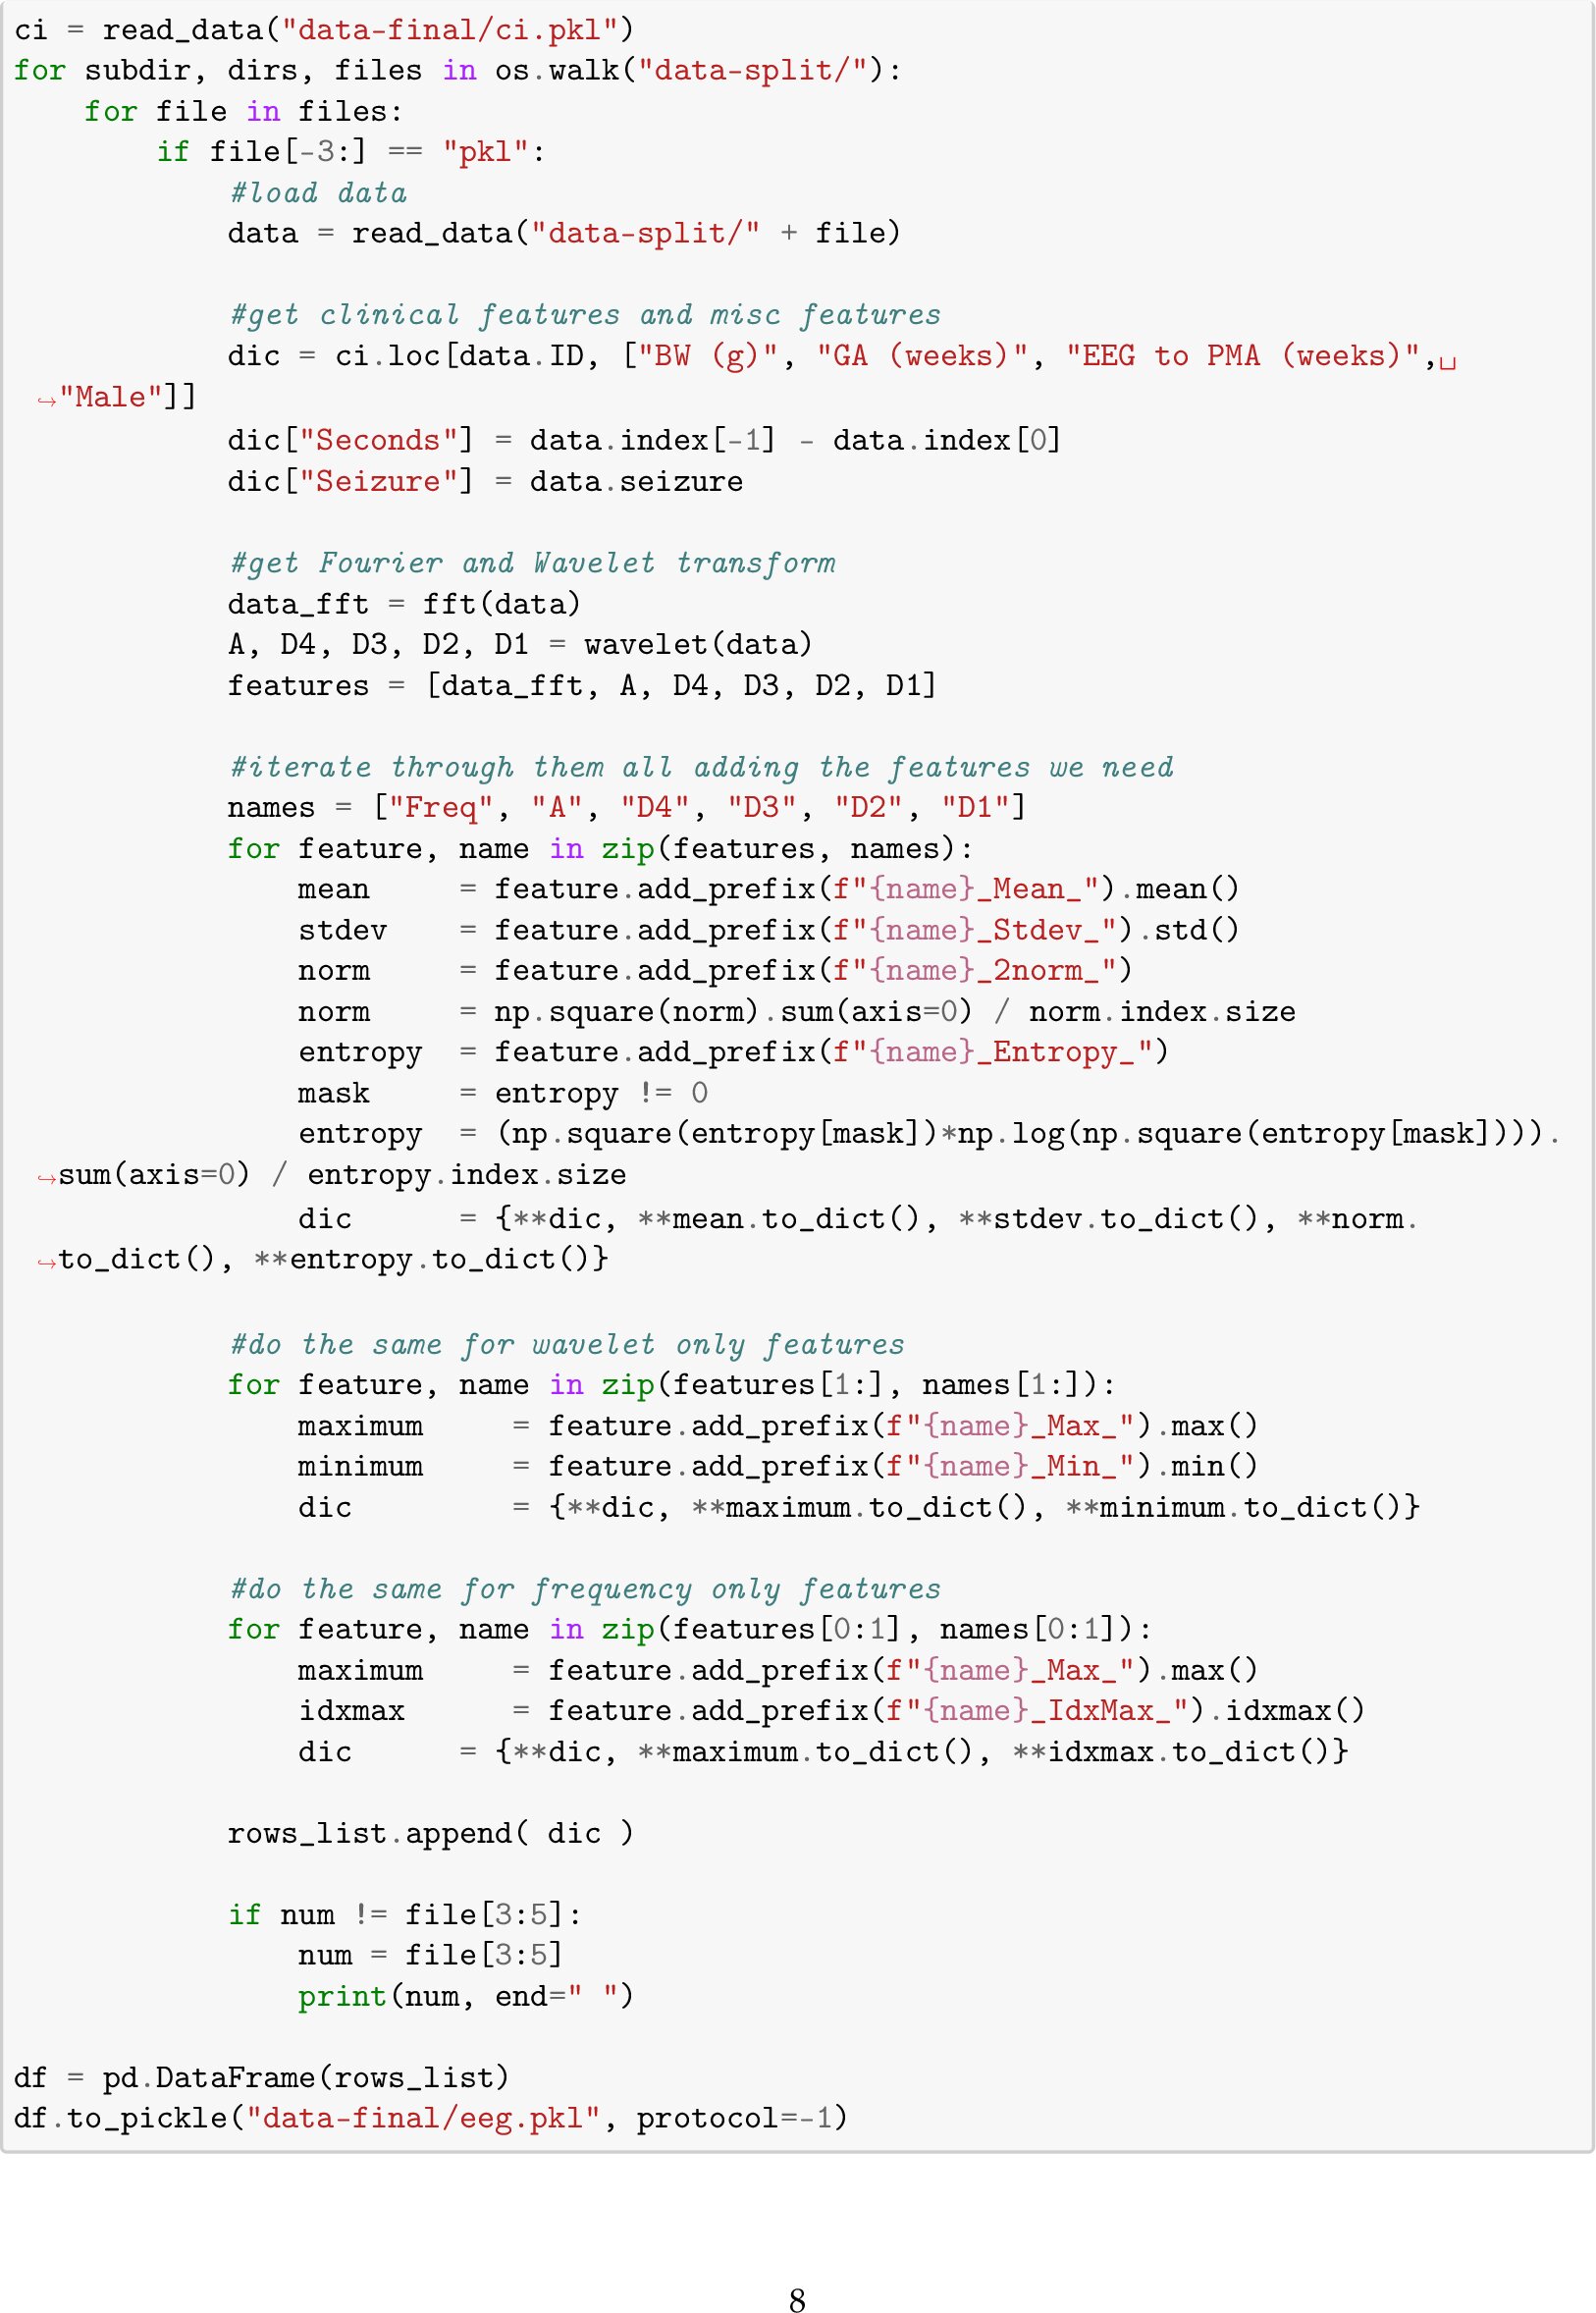 ci = read_data("data-final/ci.pkl")
for subdir, dirs, files in os.walk("data-split/"):
    for file in files:
        if file[-3:] == "pkl":
            #load data
            data = read_data("data-split/" + file)

            #get clinical features and misc features
            dic = ci.loc[data.ID, ["BW (g)", "GA (weeks)", "EEG to PMA (weeks)",␣
 ↪"Male"]]
            dic["Seconds"] = data.index[-1] - data.index[0]
            dic["Seizure"] = data.seizure

            #get Fourier and Wavelet transform
            data_fft = fft(data)
            A, D4, D3, D2, D1 = wavelet(data)
            features = [data_fft, A, D4, D3, D2, D1]

            #iterate through them all adding the features we need
            names = ["Freq", "A", "D4", "D3", "D2", "D1"]
            for feature, name in zip(features, names):
                mean     = feature.add_prefix(f"{name}_Mean_").mean()
                stdev    = feature.add_prefix(f"{name}_Stdev_").std()
                norm     = feature.add_prefix(f"{name}_2norm_")
                norm     = np.square(norm).sum(axis=0) / norm.index.size
                entropy  = feature.add_prefix(f"{name}_Entropy_")
                mask     = entropy != 0
                entropy  = (np.square(entropy[mask])*np.log(np.square(entropy[mask]))).
 ↪sum(axis=0) / entropy.index.size
                dic      = {**dic, **mean.to_dict(), **stdev.to_dict(), **norm.
 ↪to_dict(), **entropy.to_dict()}

            #do the same for wavelet only features
            for feature, name in zip(features[1:], names[1:]):
                maximum     = feature.add_prefix(f"{name}_Max_").max()
                minimum     = feature.add_prefix(f"{name}_Min_").min()
                dic         = {**dic, **maximum.to_dict(), **minimum.to_dict()}

            #do the same for frequency only features
            for feature, name in zip(features[0:1], names[0:1]):
                maximum     = feature.add_prefix(f"{name}_Max_").max()
                idxmax      = feature.add_prefix(f"{name}_IdxMax_").idxmax()
                dic      = {**dic, **maximum.to_dict(), **idxmax.to_dict()}

            rows_list.append( dic )

            if num != file[3:5]:
                num = file[3:5]
                print(num, end=" ")

df = pd.DataFrame(rows_list)
df.to_pickle("data-final/eeg.pkl", protocol=-1)
8